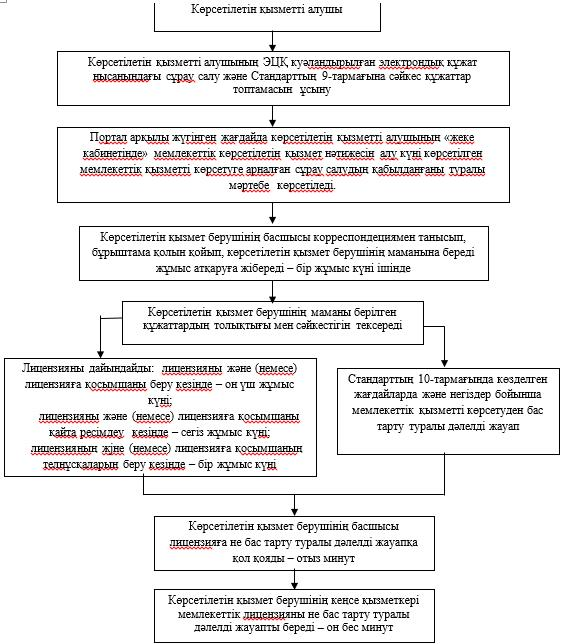 Көрсетілетін қызметті алушы
Көрсетілетін қызметті алушының ЭЦҚ куәландырылған электрондық құжат
нысанындағы сұрау салу және Стандарттың 9-тармағына сәйкес құжаттар
топтамасын ұсыну
Портал арқылы жүгінген жағдайда көрсетілетін қызметті алушының «жеке
қабинетінде» мемлекеттік көрсетілетін қызмет нәтижесін алу күні көрсетілген
мемлекеттік қызметті көрсетуге арналған сұрау салудың қабылданғаны туралы
мәртебе көрсетіледі.
Көрсетілетін қызмет берушінің басшысы корреспонденциямен танысып,
бұрыштама қолын қойып, көрсетілетін қызмет берушінің маманына береді
жұмыс атқаруға жібереді – бір жұмыс күні ішінде
Көрсетілетін қызмет берушінің маманы берілген
құжаттардың толықтығы мен сәйкестігін тексереді
Лицензияны дайындайды: лицензияны және (немесе)
лицензияға қосымшаны беру кезінде – он үш жұмыс
күні;
лицензияны және (немесе) лицензияға қосымшаны
қайта ресімдеу кезінде – сегіз жұмыс күні;
лицензияның жіне (немесе) лицензияға қосымшаның
телнұсқаларын беру кезінде – бір жұмыс күні
Стандарттың 10-тармағында көзделген
жағдайларда және негіздер бойынша
мемлекеттік қызметті көрсетуден бас
тарту туралы дәлелді жауап
Көрсетілетін қызмет берушінің басшысы
лицензияға не бас тарту туралы дәлелді жауапқа
қол қояды – отыз минут
Көрсетілетін қызмет берушінің кеңсе қызметкері
мемлекеттік лицензияны не бас тарту туралы
дәлелді жауапты береді – он бес минут